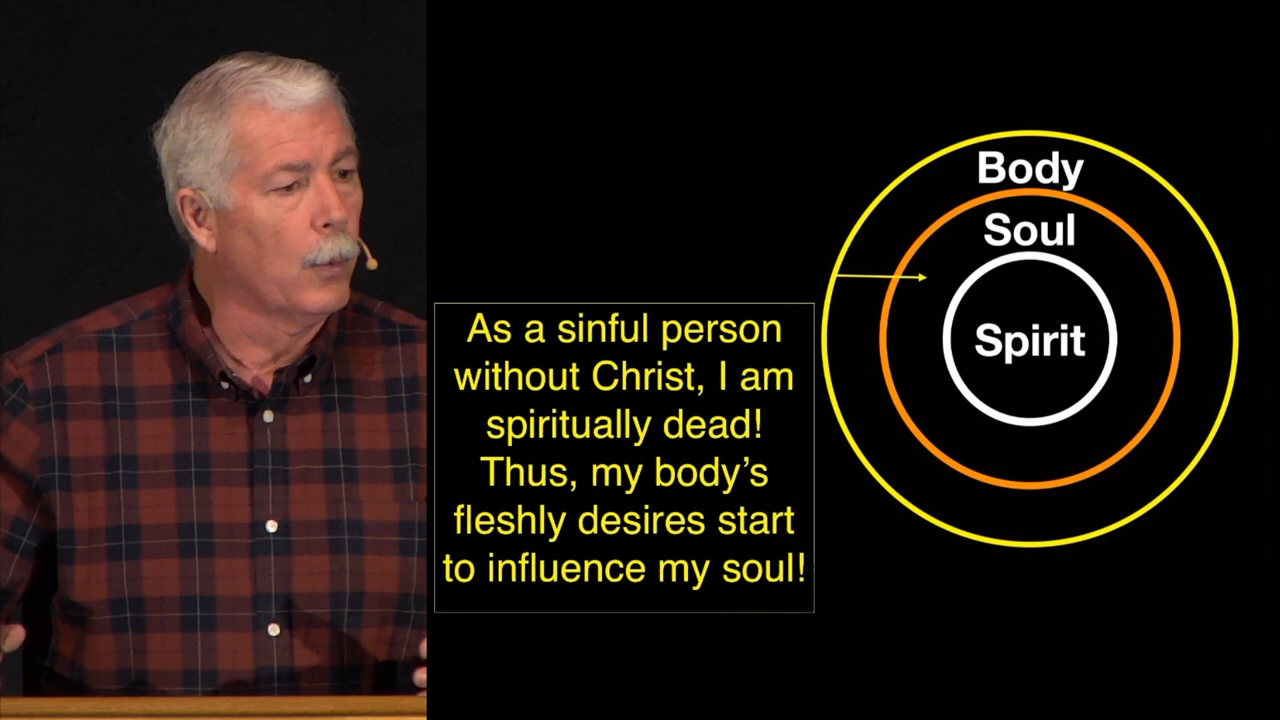 As a sinful person
without Christ, I am
spiritually dead!
Thus, my body’s
fleshly desires start
to influence my soul!
Body
Soul
Spirit